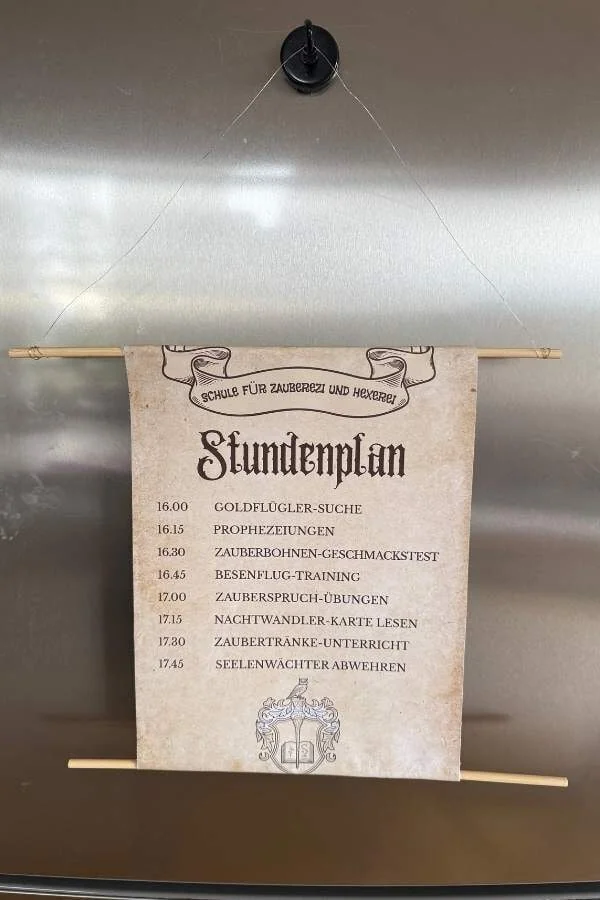 SCHULE FÜR ZAUBEREZI UND HEXEREI
Stundenplan
16.00 GOLDFLÜGLER-SUCHE
16.15 PROPHEZEIUNGEN
16.30 ZAUBERBOHNEN-GESCHMACKSTEST
16.45 BESENFLUG-TRAINING
17.00 ZAUBERSPRUCH-ÜBUNGEN
17.15 NACHTWANDLER-KARTE LESEN
17.30 ZAUBERTRÄNKE-UNTERRICHT
17.45 SEELENWÄCHTER ABWEHREN